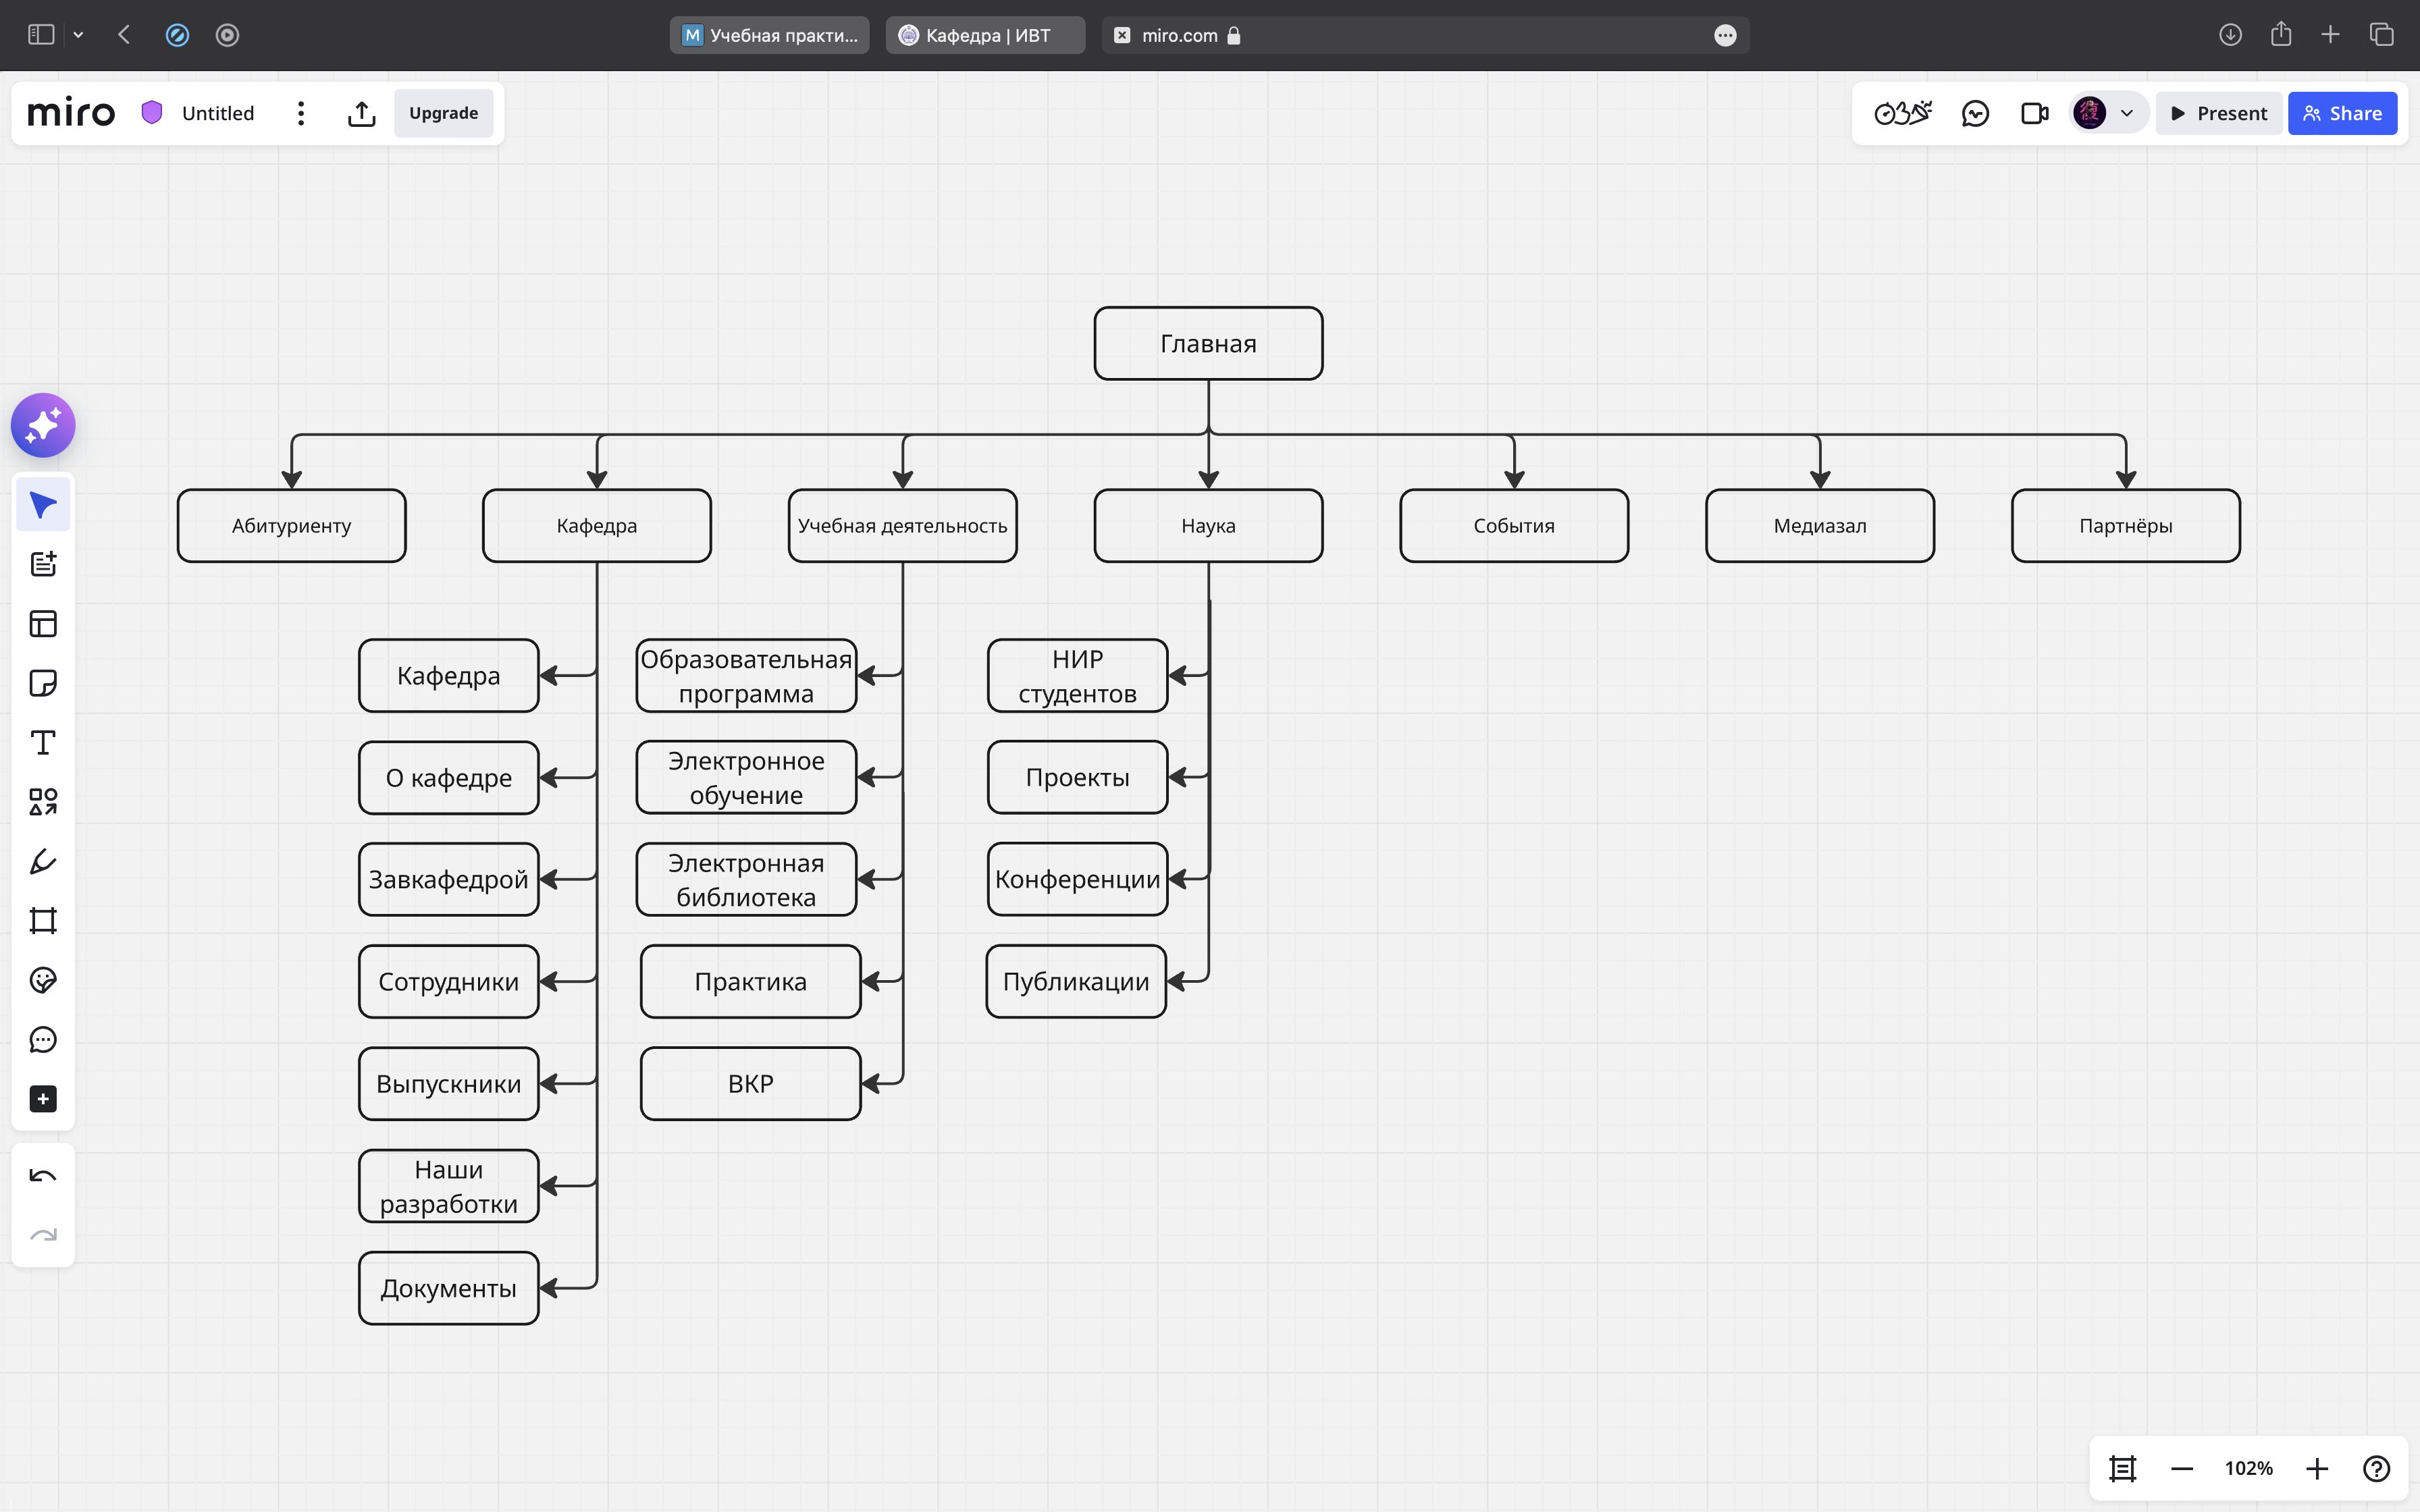 Учебная практи...
Кафедра | ИВТ
miro.com
miro
Untitled
Upgrade
Present
Share
Главная
Абитуриенту
Кафедра
Учебная деятельность
Наука
События
Медиазал
Партнёры
Кафедра
О кафедре
Завкафедрой
Сотрудники
Выпускники
Наши
разработки
Документы
Образовательная
программа
Электронное
обучение
Электронная
библиотека
Практика
ВКР
НИР
студентов
Проекты
Конференции
Публикации
102%